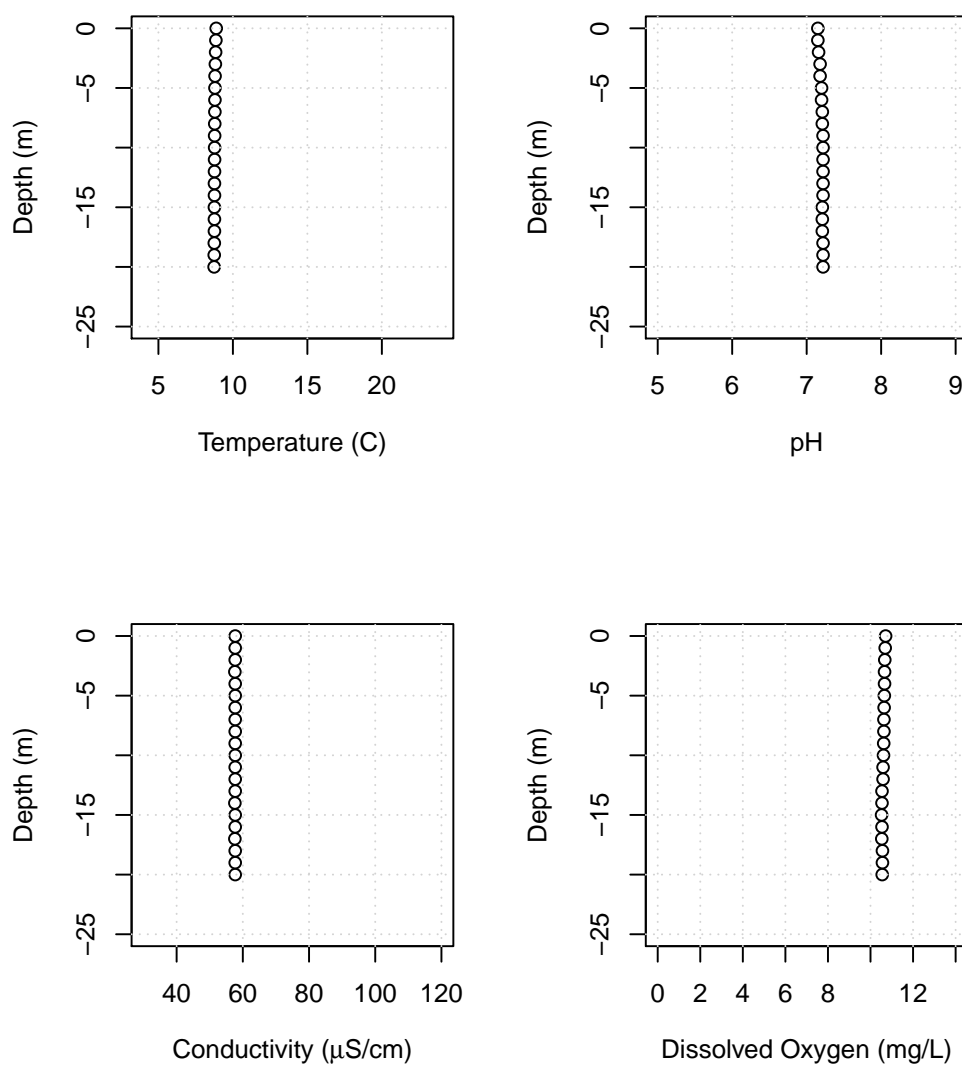 0
−5
−15
−25
Depth (m)
5 10 15 20
Temperature (C)
0
−5
−15
−25
Depth (m)
5 6 7 8 9
pH
0
−5
−15
−25
Depth (m)
40 60 80 100 120
Conductivity (µS/cm)
0
−5
−15
−25
Depth (m)
0 2 4 6 8 12
Dissolved Oxygen (mg/L)